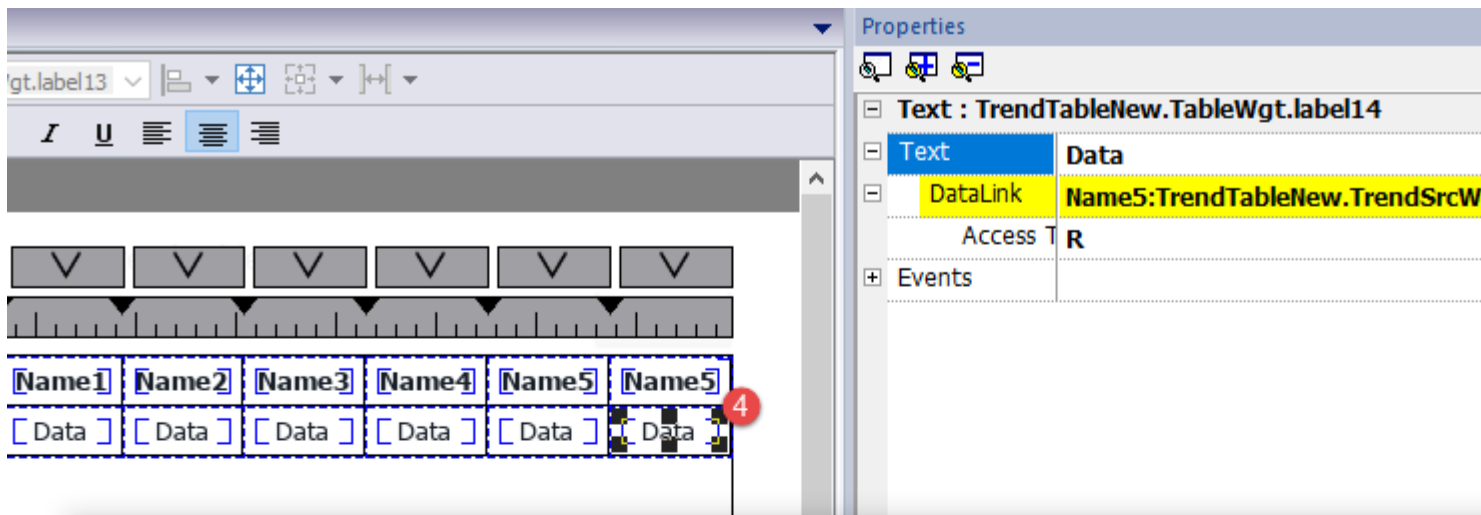 Properties
/gt.label13
I U
Text : TrendTableNew.TableWgt.label14
Text Data
DataLink Name5:TrendTableNew.TrendSrcW
Access T R
Events
Name1 Name2 Name3 Name4 Name5 Name5
4
Data Data Data Data Data Data